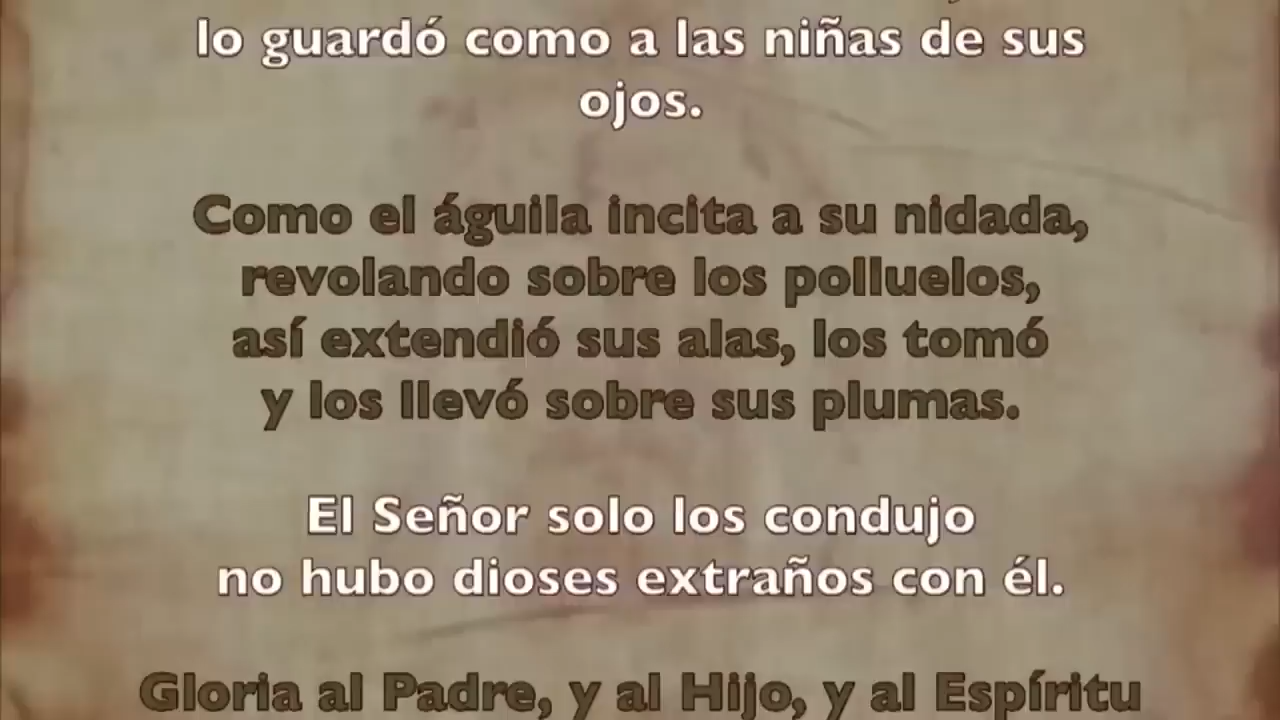 lo guardó como a las niñas de sus
ojos.
Como el águila incita a su nidada,
revolando sobre los polluelos,
así extendió sus alas, los tomó
y los llevó sobre sus plumas.
El Señor solo los condujo
no hubo dioses extraños con él.
Gloria al Padre, y al Hijo, y al Espíritu